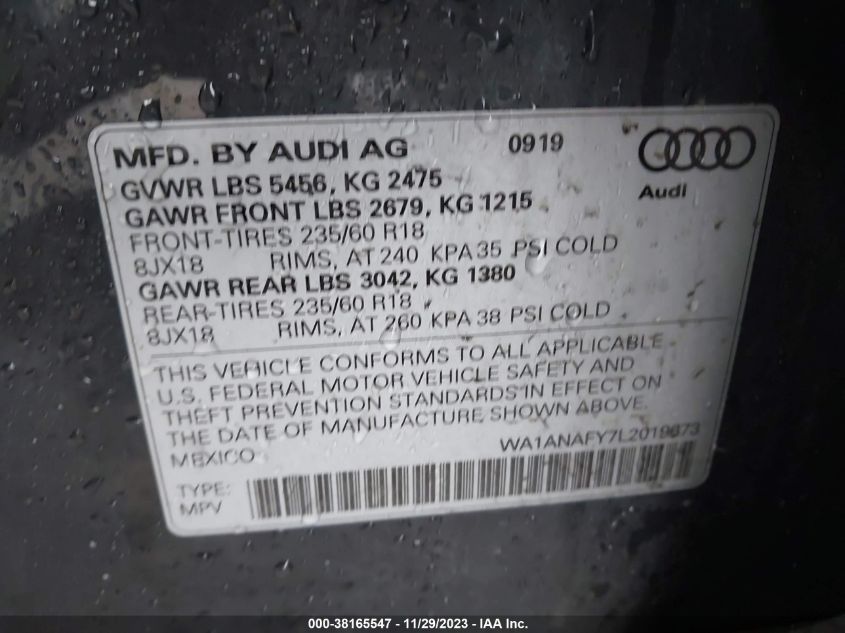 MFD. BY AUDI AG 0919
Audi
GVWR LBS 5456, KG 2475
GAWR FRONT LBS 2679, KG 1215
FRONT-TIRES 235/60 R18
8JX18 RIMS, AT 240 KPA 35 PSI COLD
GAWR REAR LBS 3042, KG 1380
REAR-TIRES 235/60 R18
8JX18 RIMS, AT 260 KPA 38 PSI COLD
THIS VEHICLE CONFORMS TO ALL APPLICABLE
U.S. FEDERAL MOTOR VEHICLE SAFETY AND
THEFT PREVENTION STANDARDS IN EFFECT ON
THE DATE OF MANUFACTURE SHOWN ABOVE.
MEXICO WA1ANAFY7L2019673
TYPE:
MPV
000-38165547 - 11/29/2023 - IAA Inc.